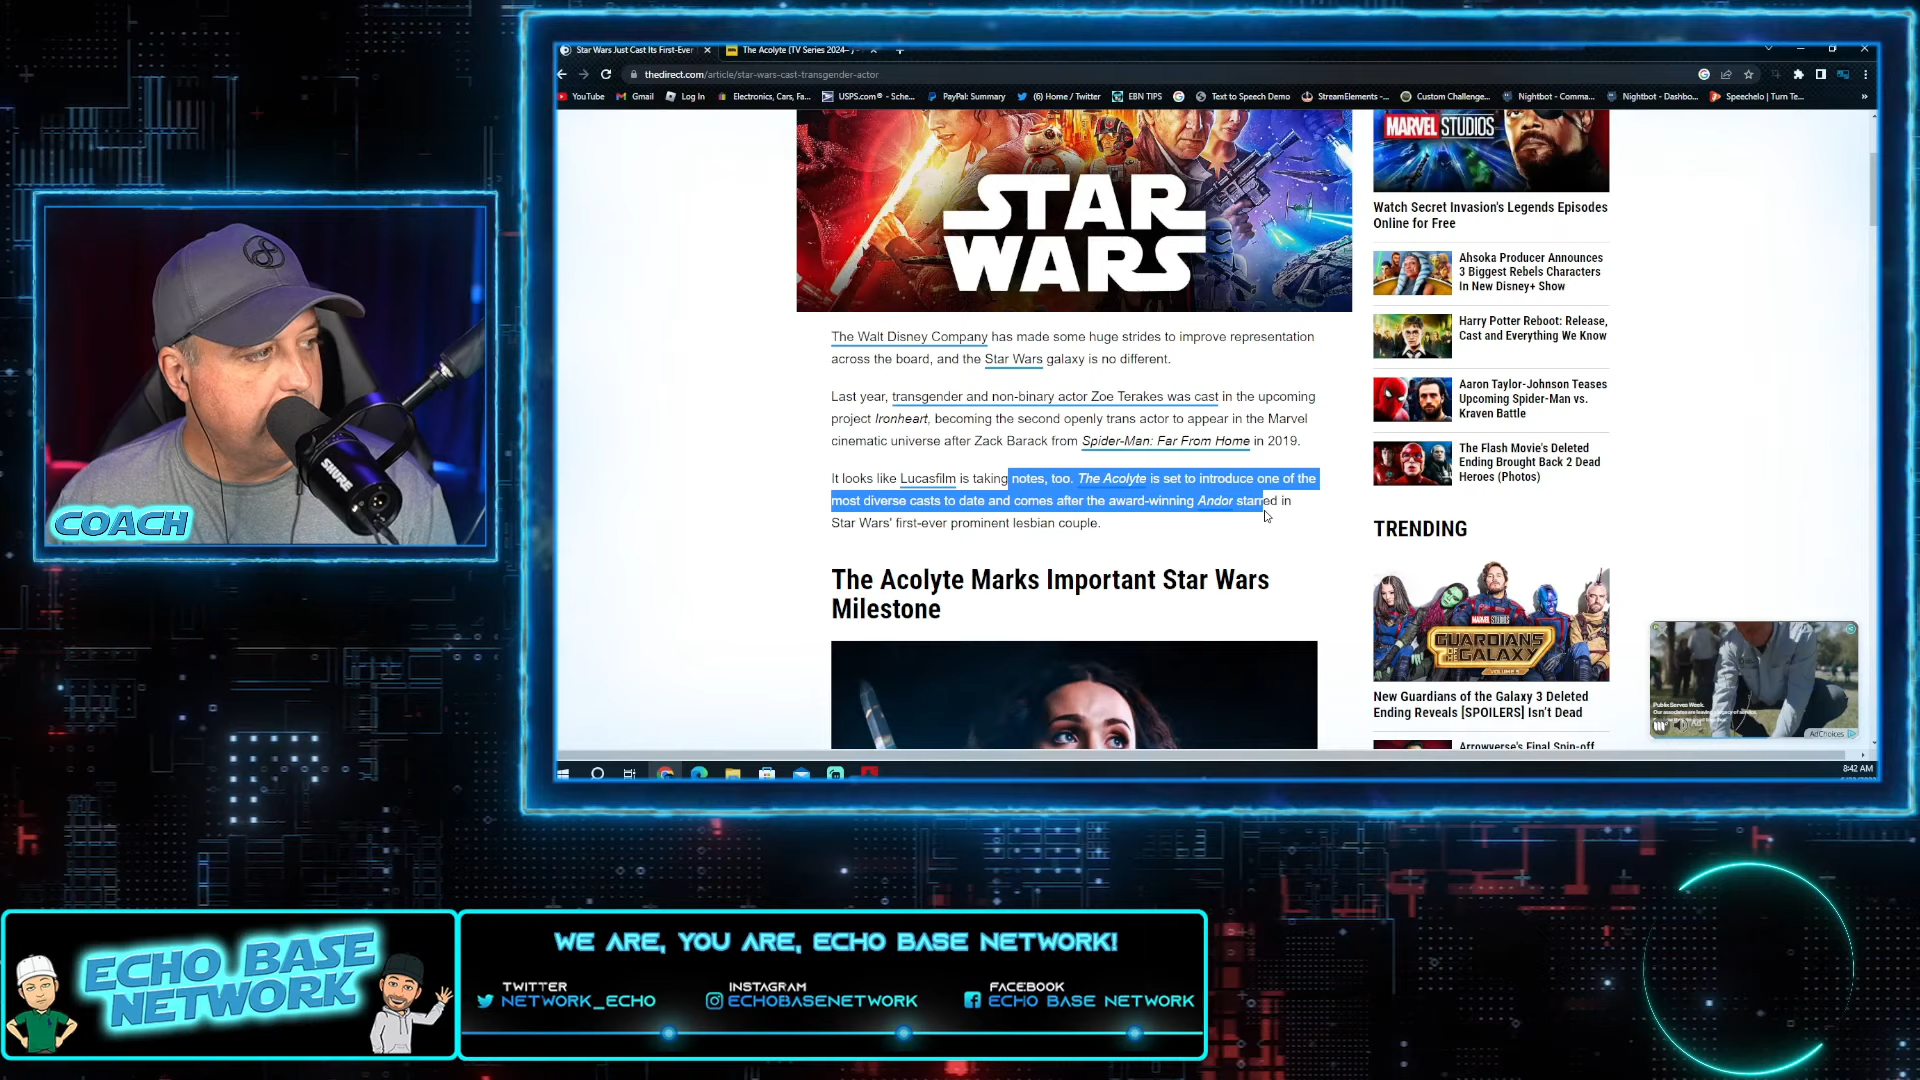 Star Wars Just Cast Its First-Ever
The Acolyte (TV Series 2024– ) -
thedirect.com/article/star-wars-cast-transgender-actor
YouTube
Gmail
Log In
Electronics, Cars, Fa...
USPS.com® - Sche...
PayPal: Summary
(6) Home / Twitter
EBN TIPS
Text to Speech Demo
StreamElements -...
Custom Challenge...
Nightbot - Comma...
Nightbot - Dashbo...
Speechelo | Turn Te...
»
STAR
WARS
The Walt Disney Company has made some huge strides to improve representation
across the board, and the Star Wars galaxy is no different.
Last year, transgender and non-binary actor Zoe Terakes was cast in the upcoming
project Ironheart, becoming the second openly trans actor to appear in the Marvel
cinematic universe after Zack Barack from Spider-Man: Far From Home in 2019.
It looks like Lucasfilm is taking notes, too. The Acolyte is set to introduce one of the
most diverse casts to date and comes after the award-winning Andor starred in
Star Wars' first-ever prominent lesbian couple.
The Acolyte Marks Important Star Wars
Milestone
MARVEL STUDIOS
Watch Secret Invasion's Legends Episodes
Online for Free
Ahsoka Producer Announces
3 Biggest Rebels Characters
In New Disney+ Show
Harry Potter Reboot: Release,
Cast and Everything We Know
Aaron Taylor-Johnson Teases
Upcoming Spider-Man vs.
Kraven Battle
The Flash Movie's Deleted
Ending Brought Back 2 Dead
Heroes (Photos)
TRENDING
MARVEL STUDIOS
GUARDIANS
OF THE GALAXY
VOLUME 3
New Guardians of the Galaxy 3 Deleted
Ending Reveals [SPOILERS] Isn't Dead
Arrowverse's Final Spin-off
Publix Serves Week.
AdChoices
8:42 AM
SHURE
COACH
ECHO BASE
NETWORK
WE ARE, YOU ARE, ECHO BASE NETWORK!
TWITTER
NETWORK_ECHO
INSTAGRAM
ECHOBASENETWORK
FACEBOOK
ECHO BASE NETWORK